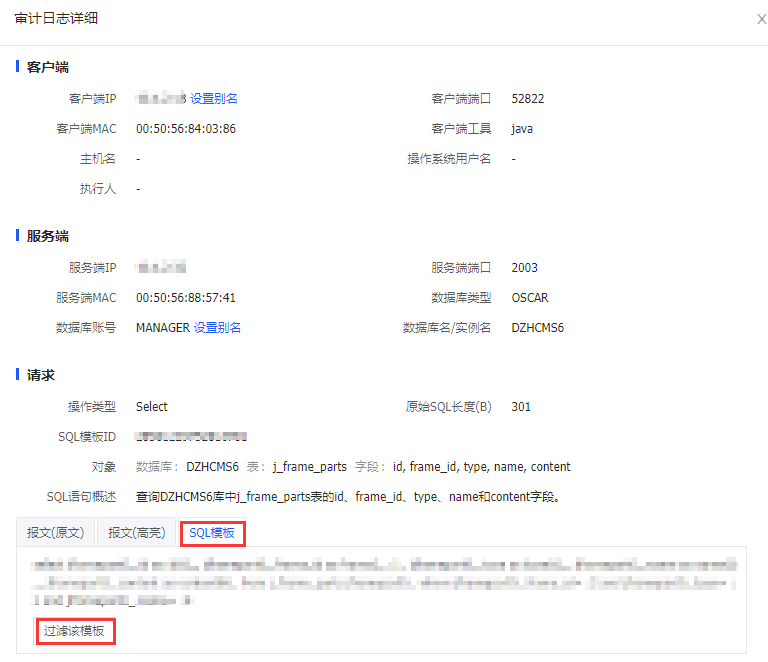 审计日志详细
客户端
客户端IP 设置别名 客户端端口 52822
客户端MAC 00:50:56:84:03:86 客户端工具 java
主机名 - 操作系统用户名 -
执行人 -
服务端
服务端IP 服务端端口 2003
服务端MAC 00:50:56:88:57:41 数据库类型 OSCAR
数据库账号 MANAGER 设置别名 数据库名/实例名 DZHCMS6
请求
操作类型 Select 原始SQL长度(B) 301
SQL模板ID
对象 数据库： DZHCMS6 表： j_frame_parts 字段： id, frame_id, type, name, content
SQL语句概述 查询DZHCMS6库中j_frame_parts表的id、frame_id、type、name和content字段。
报文(原文) 报文(高亮) SQL模板
过滤该模板